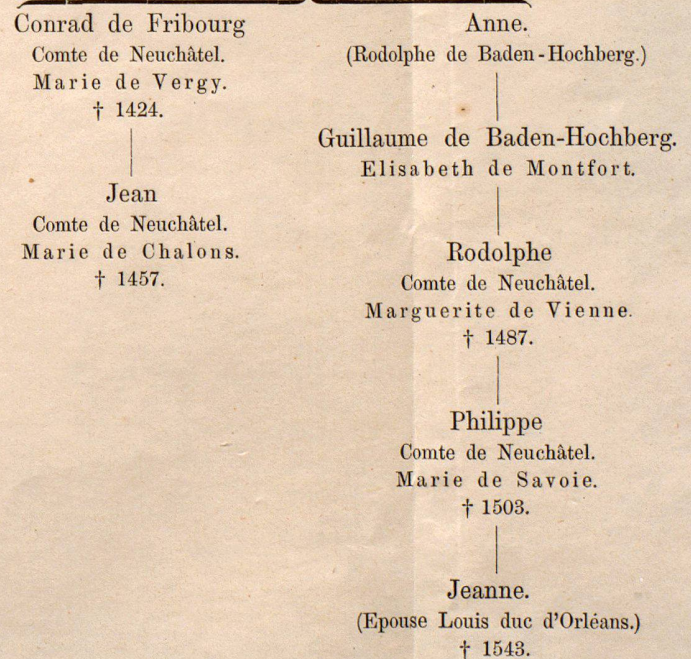 Conrad de Fribourg
Comte de Neuchâtel.
Marie de Vergy.
† 1424.
Jean
Comte de Neuchâtel.
Marie de Chalons.
† 1457.
Anne.
(Rodolphe de Baden-Hochberg.)
Guillaume de Baden-Hochberg.
Elisabeth de Montfort.
Rodolphe
Comte de Neuchâtel.
Marguerite de Vienne.
† 1487.
Philippe
Comte de Neuchâtel.
Marie de Savoie.
† 1503.
Jeanne.
(Epouse Louis duc d'Orléans.)
† 1543.